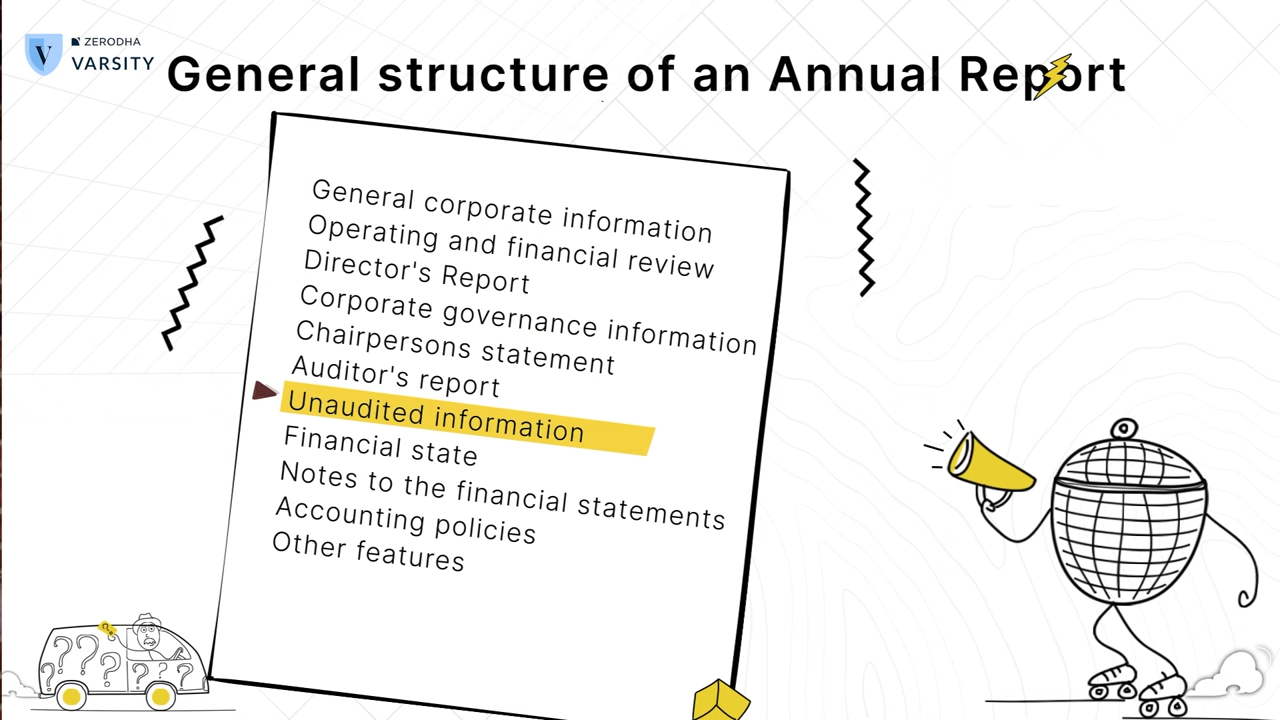 V
ZERODHA
VARSITY
General structure of an Annual Report
General corporate information
Operating and financial review
Director's Report
Corporate governance information
Chairpersons statement
Auditor's report
Unaudited information
Financial state
Notes to the financial statements
Accounting policies
Other features
? ? ? ? ? ? ?